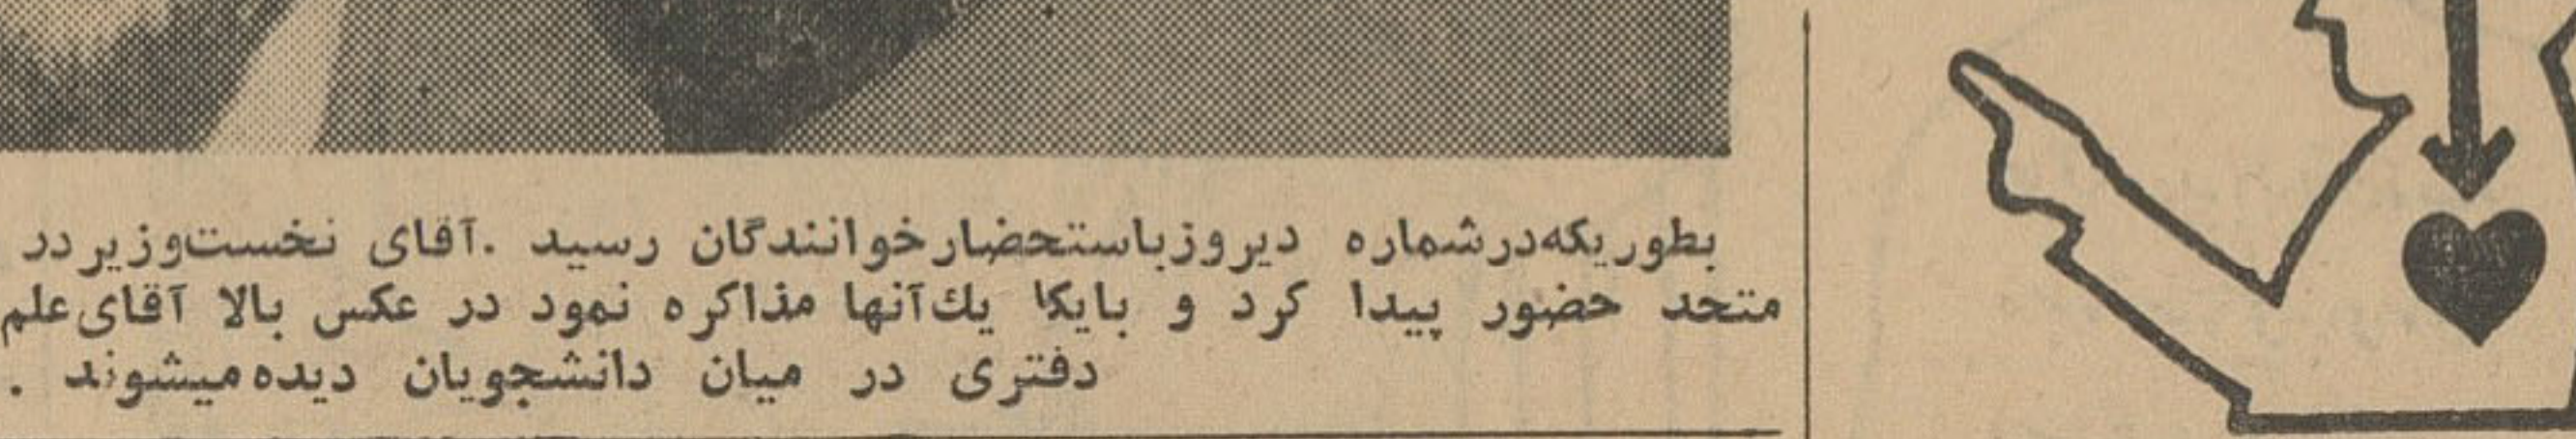 بطوریکه‌درشماره دیروزباستحضارخوانندگان رسید .آقای نخست‌وزیردر
متحد حضور پیدا کرد و بایکا یك‌آنها مذاکره نمود در عکس بالا آقای‌علم
دفتری در میان دانشجویان دیده‌میشوند .